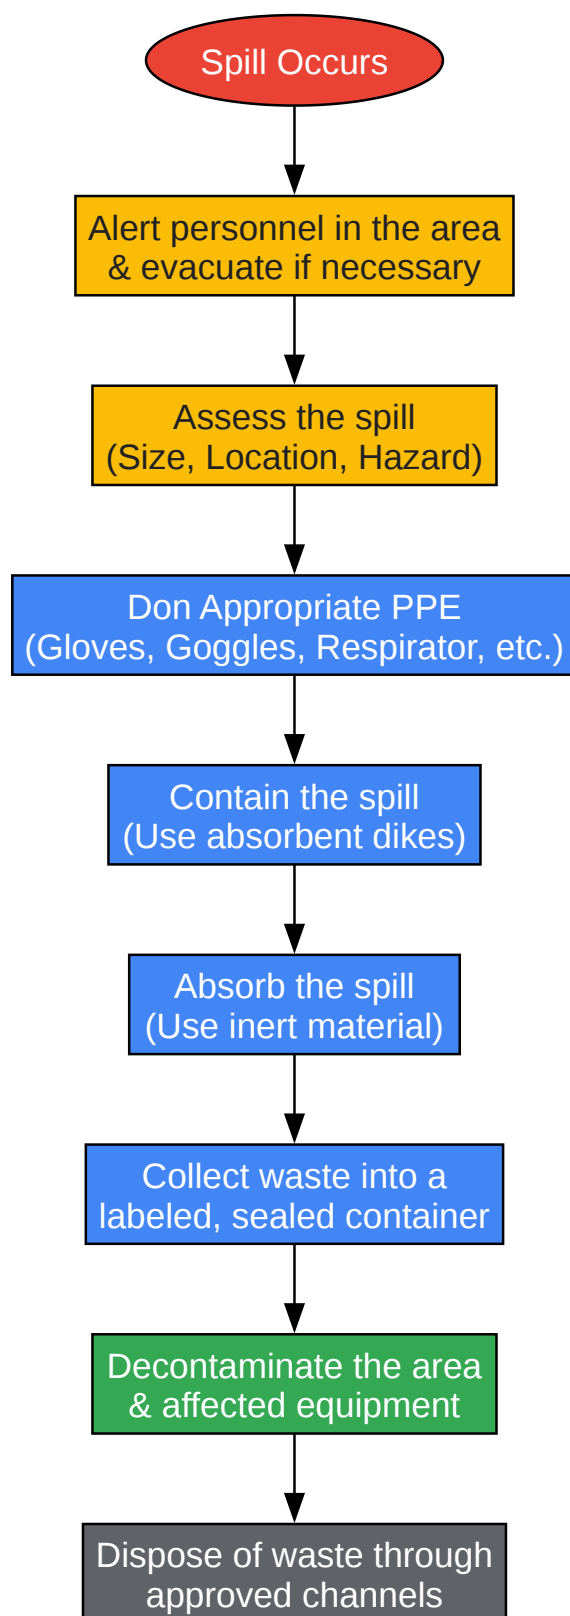 Spill Occurs
Alert personnel in the area
& evacuate if necessary
Assess the spill
(Size, Location, Hazard)
Don Appropriate PPE
(Gloves, Goggles, Respirator, etc.)
Contain the spill
(Use absorbent dikes)
Absorb the spill
(Use inert material)
Collect waste into a
labeled, sealed container
Decontaminate the area
& affected equipment
Dispose of waste through
approved channels